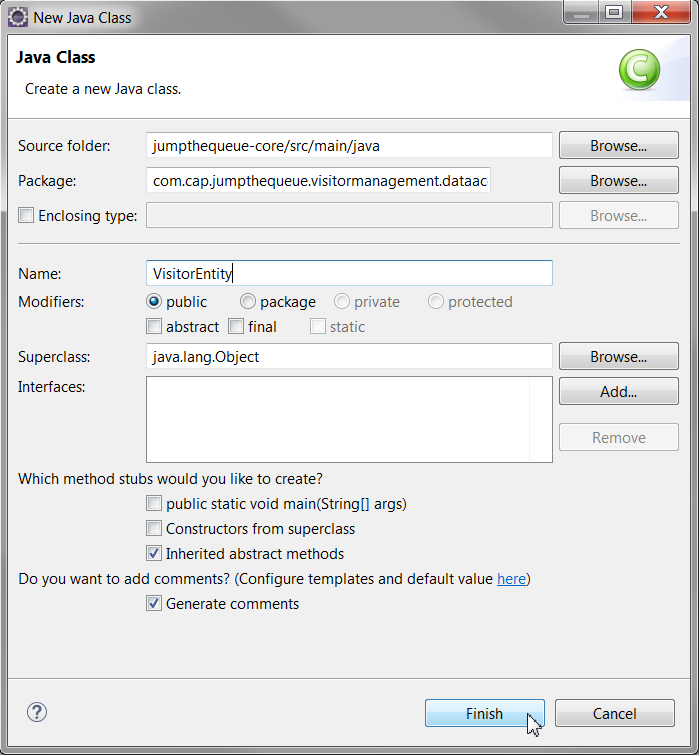 New Java Class
Java Class
Create a new Java class.
Source folder: jumpthequeue-core/src/main/java Browse...
Package: com.cap.jumpthequeue.visitormanagement.dataac Browse...
Enclosing type: Browse...
Name: VisitorEntity
Modifiers: public package private protected
abstract final static
Superclass: java.lang.Object Browse...
Interfaces: Add...
Remove
Which method stubs would you like to create?
public static void main(String[] args)
Constructors from superclass
Inherited abstract methods
Do you want to add comments? (Configure templates and default value here)
Generate comments
? Finish Cancel